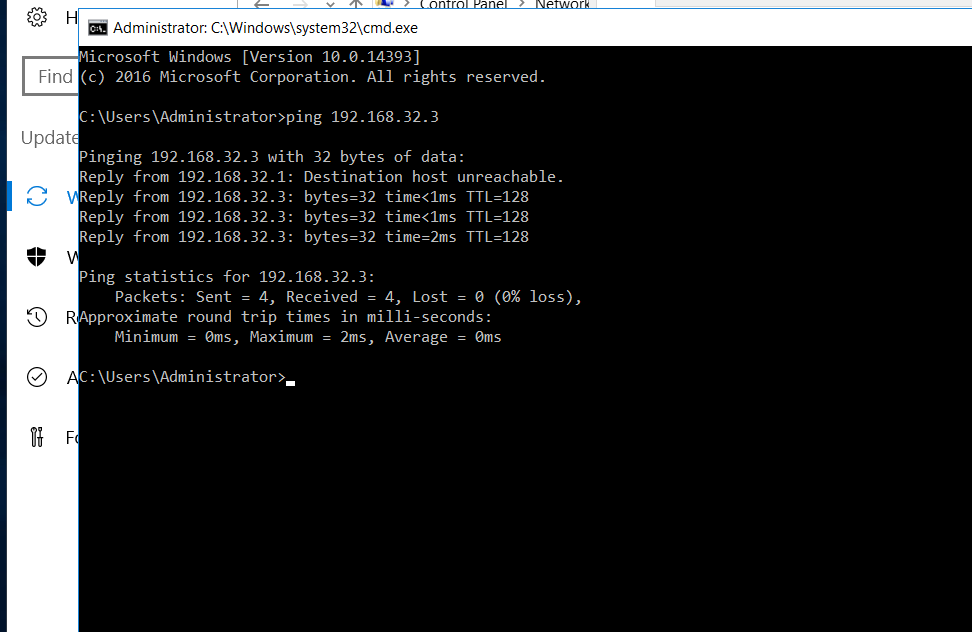 Control Panel > Network
H
Administrator: C:\Windows\system32\cmd.exe
Microsoft Windows [Version 10.0.14393]
Find
(c) 2016 Microsoft Corporation. All rights reserved.
C:\Users\Administrator>ping 192.168.32.3
Update
Pinging 192.168.32.3 with 32 bytes of data:
Reply from 192.168.32.1: Destination host unreachable.
W
Reply from 192.168.32.3: bytes=32 time<1ms TTL=128
Reply from 192.168.32.3: bytes=32 time<1ms TTL=128
Reply from 192.168.32.3: bytes=32 time=2ms TTL=128
W
Ping statistics for 192.168.32.3:
Packets: Sent = 4, Received = 4, Lost = 0 (0% loss),
R
Approximate round trip times in milli-seconds:
Minimum = 0ms, Maximum = 2ms, Average = 0ms
A
C:\Users\Administrator>
Fo